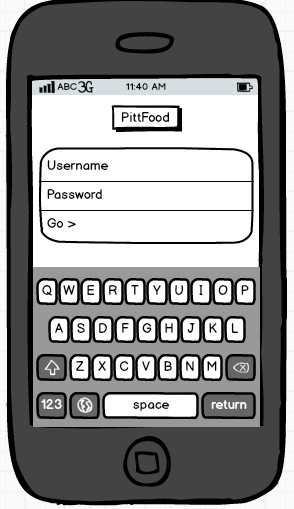 ABC 3G 11:40 AM
PittFood
Username
Password
Go >
Q W E R T Y U I O P
A S D F G H J K L
Z X C V B N M
123 space return